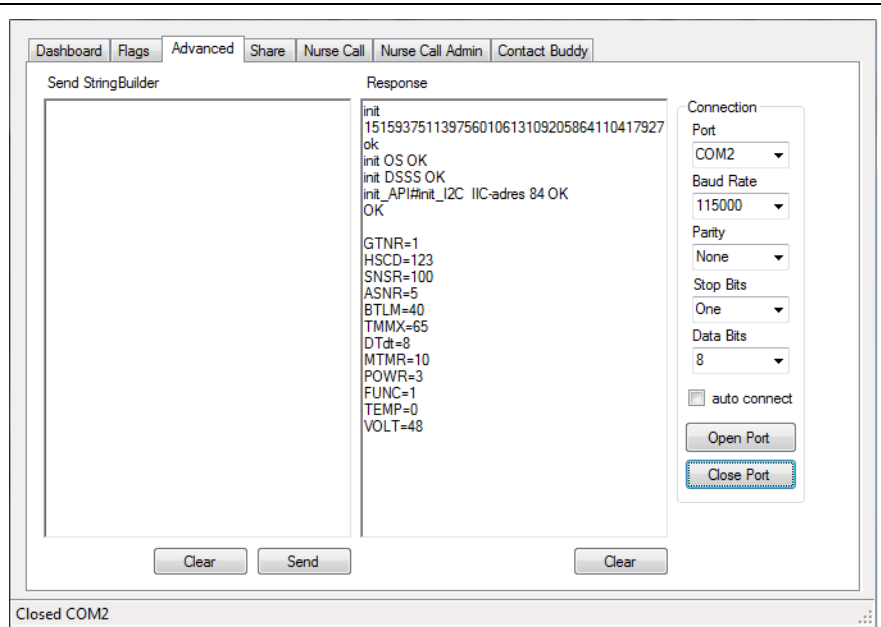 Dashboard Flags Advanced Share Nurse Call Nurse Call Admin Contact Buddy
Send StringBuilder
Response
init
15159375113975601061310920586411041 7927
ok
init OS OK
init DSSS OK
init_API#init_I2C IIC-adres 84 OK
OK
GTNR=1
HSCD=123
SNSR=100
ASNR=5
BTLM=40
TMMX=65
DTdt=8
MTMR=10
POWR=3
FUNC=1
TEMP=0
VOLT=48
Connection
Port
COM2
Baud Rate
115000
Parity
None
Stop Bits
One
Data Bits
8
auto connect
Open Port
Close Port
Clear Send Clear
Closed COM2